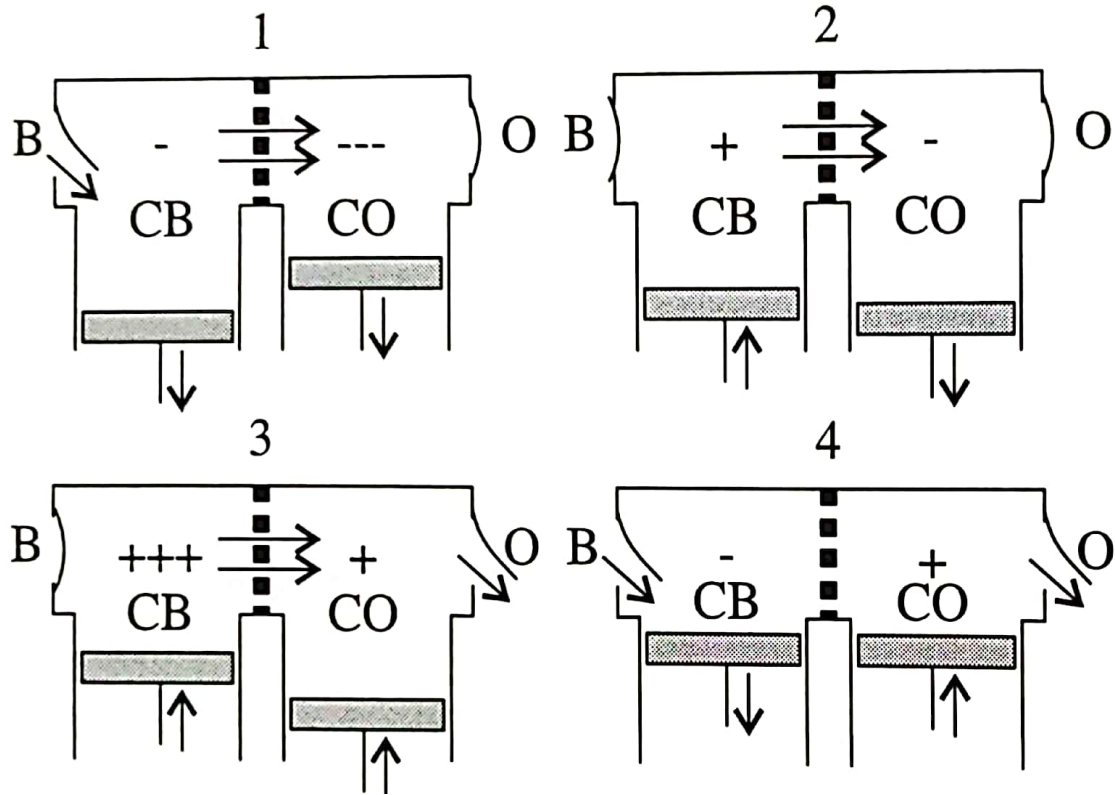 1
2
B - --- O
CB CO
B + - O
CB CO
3
4
B +++ + O
CB CO
B - + O
CB CO